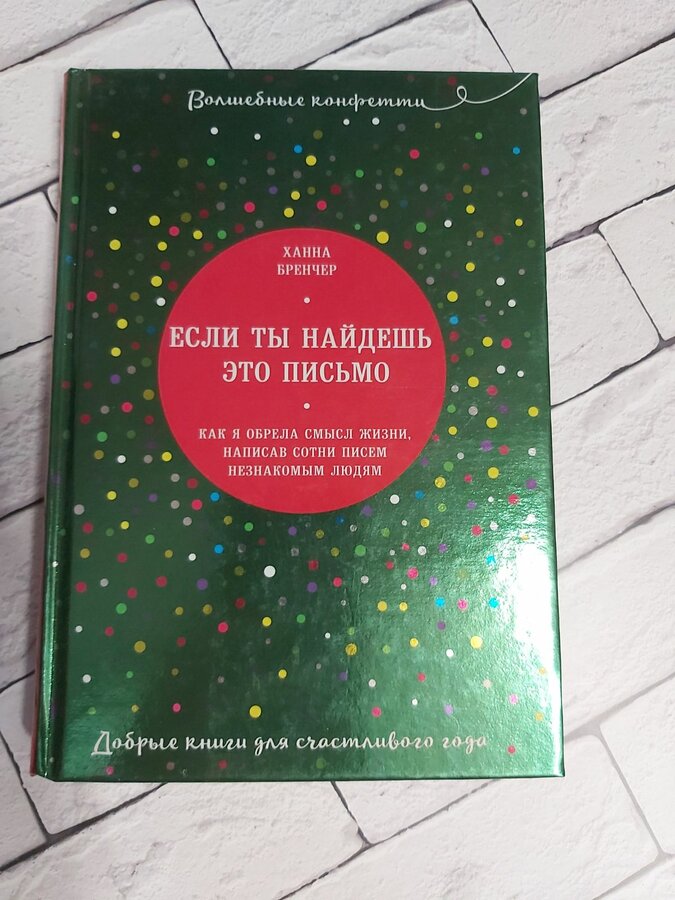 Волшебные конфетти
ХАННА
БРЕНЧЕР
ЕСЛИ ТЫ НАЙДЕШЬ
ЭТО ПИСЬМО
КАК Я ОБРЕЛА СМЫСЛ ЖИЗНИ,
НАПИСАВ СОТНИ ПИСЕМ
НЕЗНАКОМЫМ ЛЮДЯМ
Добрые книги для счастливого года